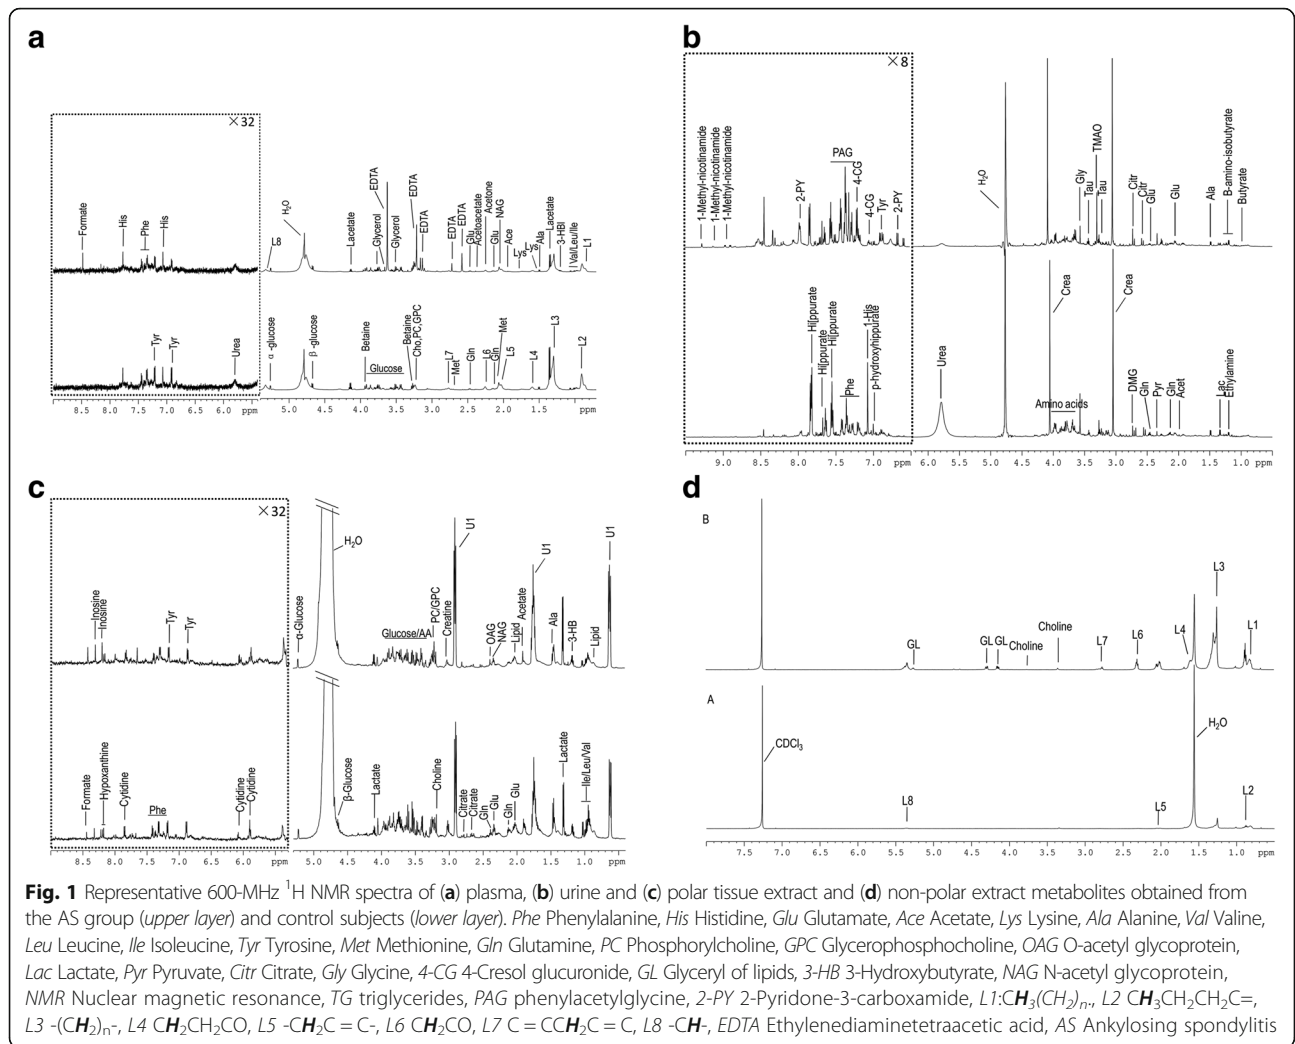 a
× 32
Formate
His
Phe
His
L8
H₂O
Lactate
Glycerol
EDTA
Glycerol
EDTA
EDTA
EDTA
EDTA
Glu
Acetoacetate
Acetone
Glu
NAG
Ace
Lys
Lys
Ala
Lactate
3-HBI
Val/Leu/Ile
L1
Tyr
Tyr
Urea
α -glucose
β -glucose
Betaine
Glucose
Betaine
Cho,PC,GPC
L7
Met
Gln
L6
Gln
Met
L5
L4
L3
L2
8.5 8.0 7.5 7.0 6.5 6.0 ppm
5.0 4.5 4.0 3.5 3.0 2.5 2.0 1.5 1.0 ppm
b
× 8
1-Methyl-nicotinamide
1-Methyl-nicotinamide
1-Methyl-nicotinamide
2-PY
PAG
4-CG
4-CG
Tyr
2-PY
H₂O
Gly
Tau
TMAO
Tau
Citr
Citr
Glu
Glu
Ala
B-amino-isobutyrate
Butyrate
Hi[ppurate
Hi[ppurate
Hi[ppurate
Phe
1-His
p-hydroxyhippurate
Urea
Crea
Amino acids
Crea
DMG
Gln
Pyr
Gln
Acet
Lac
Ethylamine
9.0 8.5 8.0 7.5 7.0 ppm
6.0 5.5 5.0 4.5 4.0 3.5 3.0 2.5 2.0 1.5 1.0 ppm
c
× 32
Inosine
Inosine
Tyr
Tyr
α-Glucose
H₂O
Glucose/AA
PC/GPC
Creatine
U1
OAG
NAG
Lipid
Acetate
U1
Ala
3-HB
Lipid
U1
Formate
Hypoxanthine
Cytidine
Phe
Cytidine
Cytidine
β-Glucose
Lactate
Choline
Citrate
Citrate
Gln
Glu
Gln
Glu
Lactate
Ile/Leu/Val
8.5 8.0 7.5 7.0 6.5 6.0 ppm
5.0 4.5 4.0 3.5 3.0 2.5 2.0 1.5 1.0 ppm
d
B
GL
GL
GL
Choline
Choline
L7
L6
L4
L3
L1
A
CDCl₃
L8
L5
H₂O
L2
7.5 7.0 6.5 6.0 5.5 5.0 4.5 4.0 3.5 3.0 2.5 2.0 1.5 1.0 ppm
Fig. 1 Representative 600-MHz ¹H NMR spectra of (a) plasma, (b) urine and (c) polar tissue extract and (d) non-polar extract metabolites obtained from
the AS group (upper layer) and control subjects (lower layer). Phe Phenylalanine, His Histidine, Glu Glutamate, Ace Acetate, Lys Lysine, Ala Alanine, Val Valine,
Leu Leucine, Ile Isoleucine, Tyr Tyrosine, Met Methionine, Gln Glutamine, PC Phosphorylcholine, GPC Glycerophosphocholine, OAG O-acetyl glycoprotein,
Lac Lactate, Pyr Pyruvate, Citr Citrate, Gly Glycine, 4-CG 4-Cresol glucuronide, GL Glyceryl of lipids, 3-HB 3-Hydroxybutyrate, NAG N-acetyl glycoprotein,
NMR Nuclear magnetic resonance, TG triglycerides, PAG phenylacetylglycine, 2-PY 2-Pyridone-3-carboxamide, L1:CH₃(CH₂)ₙ., L2 CH₃CH₂CH₂C=,
L3 -(CH₂)ₙ-, L4 CH₂CH₂CO, L5 -CH₂C = C-, L6 CH₂CO, L7 C = CCH₂C = C, L8 -CH-, EDTA Ethylenediaminetetraacetic acid, AS Ankylosing spondylitis